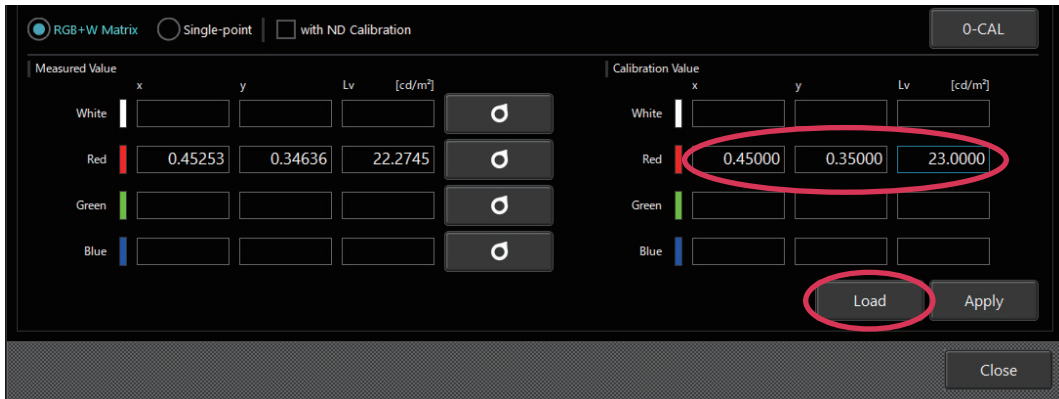 RGB+W Matrix Single-point with ND Calibration 0-CAL
Measured Value Calibration Value
x y Lv [cd/m²] x y Lv [cd/m²]
White White
Red 0.45253 0.34636 22.2745 Red 0.45000 0.35000 23.0000
Green Green
Blue Blue
Load Apply
Close